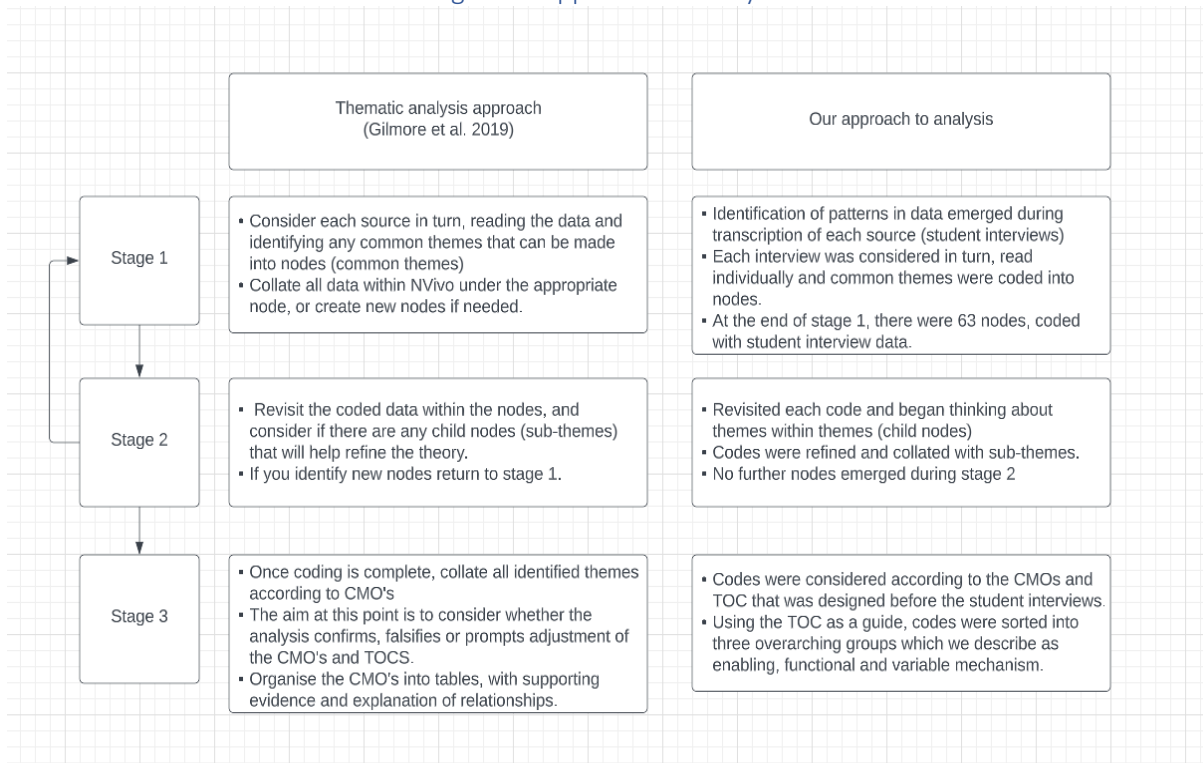 Thematic analysis approach
(Gilmore et al. 2019)
Our approach to analysis
Stage 1
▪ Consider each source in turn, reading the data and
identifying any common themes that can be made
into nodes (common themes)
▪ Collate all data within NVivo under the appropriate
node, or create new nodes if needed.
▪ Identification of patterns in data emerged during
transcription of each source (student interviews)
▪ Each interview was considered in turn, read
individually and common themes were coded into
nodes.
▪ At the end of stage 1, there were 63 nodes, coded
with student interview data.
Stage 2
▪ Revisit the coded data within the nodes, and
consider if there are any child nodes (sub-themes)
that will help refine the theory.
▪ If you identify new nodes return to stage 1.
▪ Revisited each code and began thinking about
themes within themes (child nodes)
▪ Codes were refined and collated with sub-themes.
▪ No further nodes emerged during stage 2
Stage 3
▪ Once coding is complete, collate all identified themes
according to CMO's
▪ The aim at this point is to consider whether the
analysis confirms, falsifies or prompts adjustment of
the CMO's and TOCS.
▪ Organise the CMO's into tables, with supporting
evidence and explanation of relationships.
▪ Codes were considered according to the CMOs and
TOC that was designed before the student interviews.
▪ Using the TOC as a guide, codes were sorted into
three overarching groups which we describe as
enabling, functional and variable mechanism.